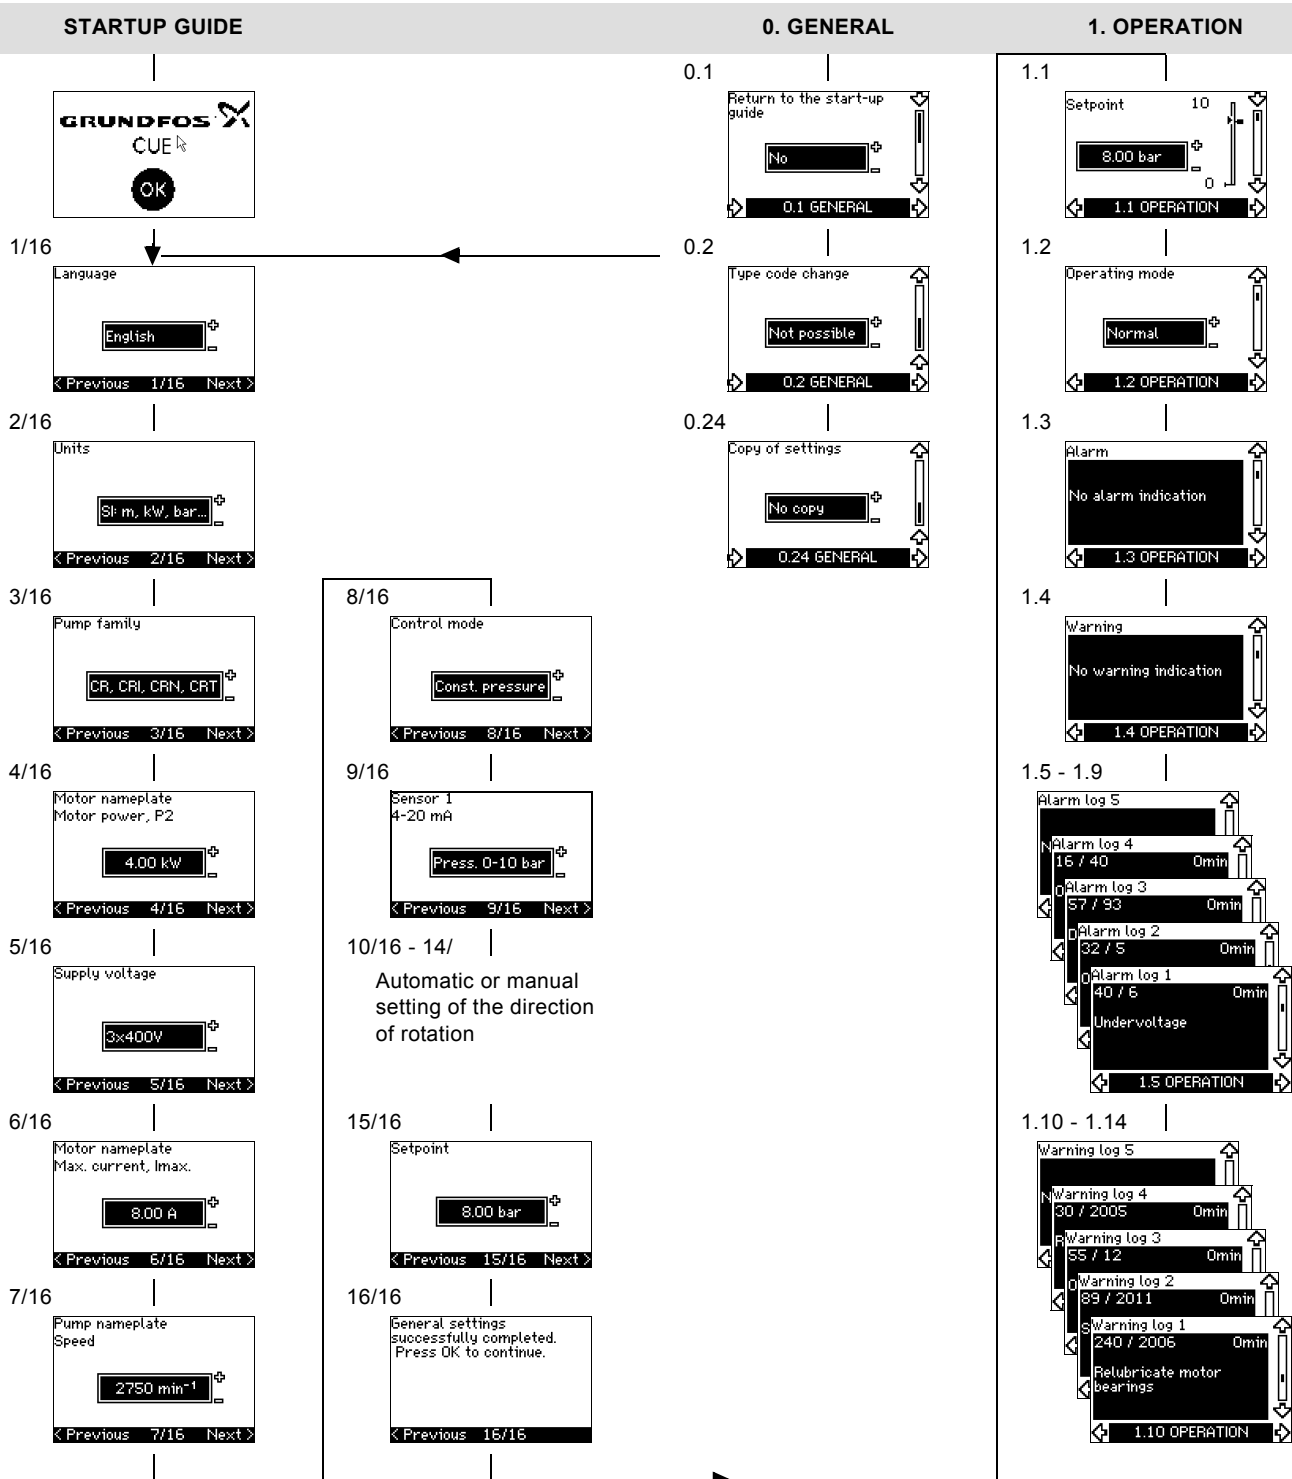 STARTUP GUIDE
0. GENERAL
1. OPERATION
GRUNDFOS
CUE
OK
1/16
Language
English
< Previous 1/16 Next >
2/16
Units
SI: m, kW, bar...
< Previous 2/16 Next >
3/16
Pump family
CR, CRI, CRN, CRT
< Previous 3/16 Next >
4/16
Motor nameplate
Motor power, P2
4.00 kW
< Previous 4/16 Next >
5/16
Supply voltage
3x400V
< Previous 5/16 Next >
6/16
Motor nameplate
Max. current, Imax.
8.00 A
< Previous 6/16 Next >
7/16
Pump nameplate
Speed
2750 min⁻¹
< Previous 7/16 Next >
8/16
Control mode
Const. pressure
< Previous 8/16 Next >
9/16
Sensor 1
4-20 mA
Press. 0-10 bar
< Previous 9/16 Next >
10/16 - 14/
Automatic or manual
setting of the direction
of rotation
15/16
Setpoint
8.00 bar
< Previous 15/16 Next >
16/16
General settings
successfully completed.
Press OK to continue.
< Previous 16/16
0.1
Return to the start-up
guide
No
0.1 GENERAL
0.2
Type code change
Not possible
0.2 GENERAL
0.24
Copy of settings
No copy
0.24 GENERAL
1.1
Setpoint
10
8.00 bar
0
1.1 OPERATION
1.2
Operating mode
Normal
1.2 OPERATION
1.3
Alarm
No alarm indication
1.3 OPERATION
1.4
Warning
No warning indication
1.4 OPERATION
1.5 - 1.9
Alarm log 5
N
Alarm log 4
16 / 40 0min
O
Alarm log 3
57 / 93 0min
D
Alarm log 2
32 / 5 0min
O
Alarm log 1
40 / 6 0min
Undervoltage
1.5 OPERATION
1.10 - 1.14
Warning log 5
N
Warning log 4
30 / 2005 0min
R
Warning log 3
55 / 12 0min
O
Warning log 2
89 / 2011 0min
S
Warning log 1
240 / 2006 0min
Relubricate motor
bearings
1.10 OPERATION